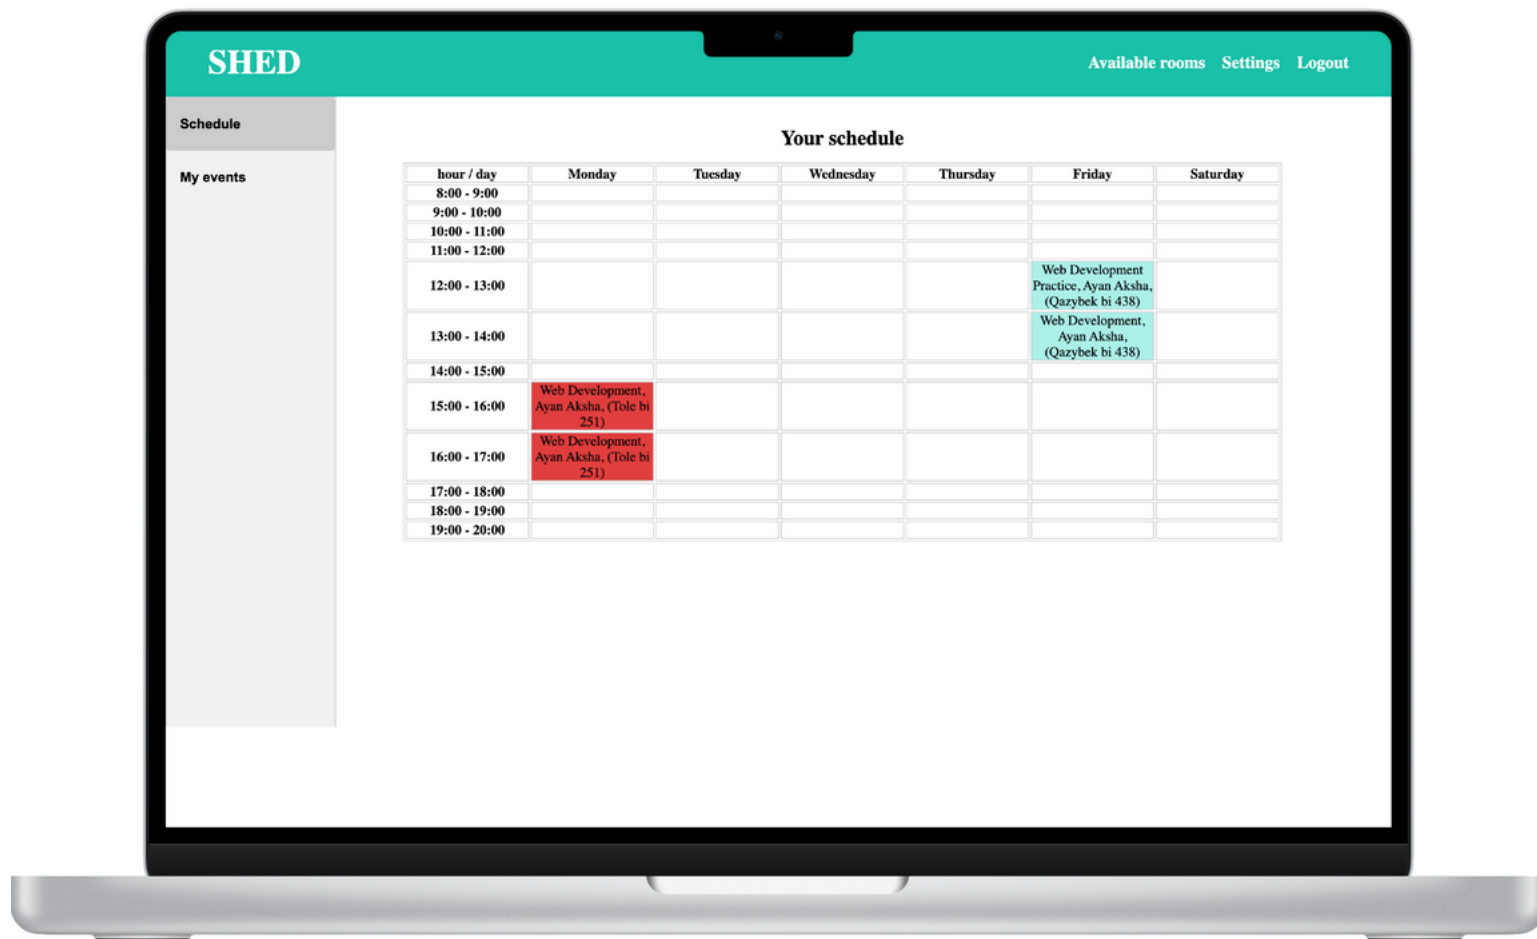 SHED
Available rooms Settings Logout
Schedule
My events
Your schedule
hour / day Monday Tuesday Wednesday Thursday Friday Saturday
8:00 - 9:00
9:00 - 10:00
10:00 - 11:00
11:00 - 12:00
12:00 - 13:00
Web Development
Practice, Ayan Aksha,
(Qazybek bi 438)
13:00 - 14:00
Web Development,
Ayan Aksha,
(Qazybek bi 438)
14:00 - 15:00
15:00 - 16:00
Web Development,
Ayan Aksha, (Tole bi
251)
16:00 - 17:00
Web Development,
Ayan Aksha, (Tole bi
251)
17:00 - 18:00
18:00 - 19:00
19:00 - 20:00